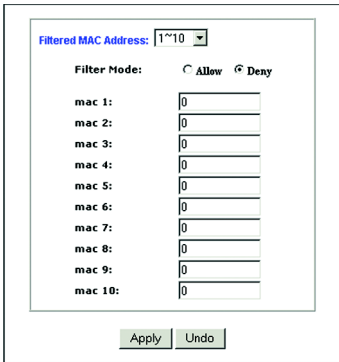 Filtered MAC Address: 1~10
Filter Mode: Allow Deny
mac 1: 0
mac 2: 0
mac 3: 0
mac 4: 0
mac 5: 0
mac 6: 0
mac 7: 0
mac 8: 0
mac 9: 0
mac 10: 0
Apply Undo